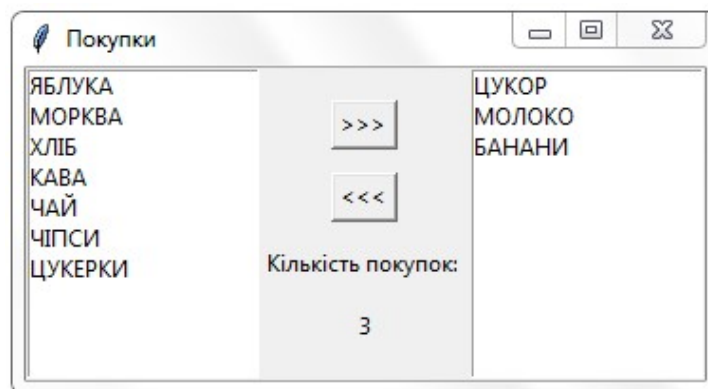 Покупки
ЯБЛУКА
МОРКВА
ХЛІБ
КАВА
ЧАЙ
ЧІПСИ
ЦУКЕРКИ
>>>
<<<
Кількість покупок:
3
ЦУКОР
МОЛОКО
БАНАНИ